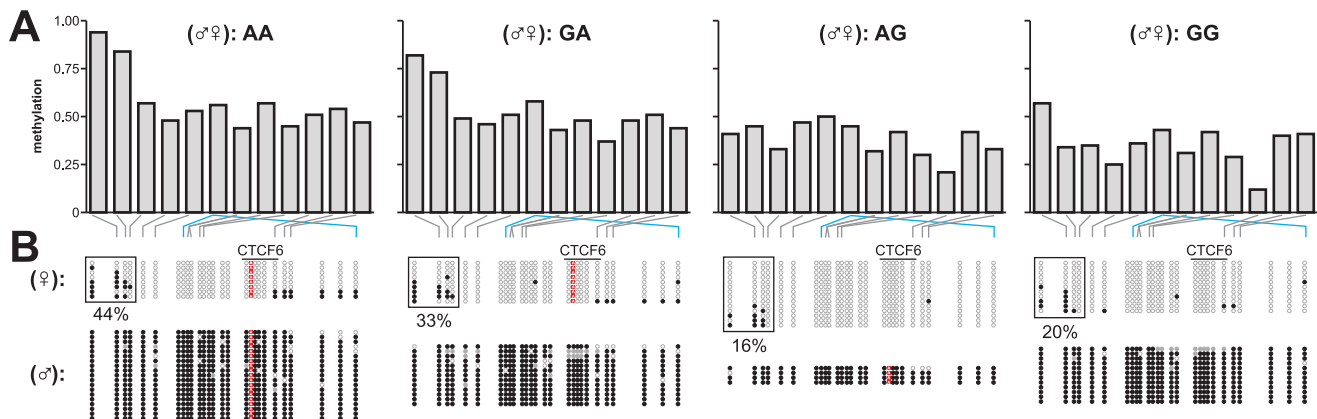 A
methylation
1.00
0.75
0.50
0.25
0
(♂♀): AA
(♂♀): GA
(♂♀): AG
(♂♀): GG
B
(♀):
CTCF6
CTCF6
CTCF6
CTCF6
44%
33%
16%
20%
(♂):